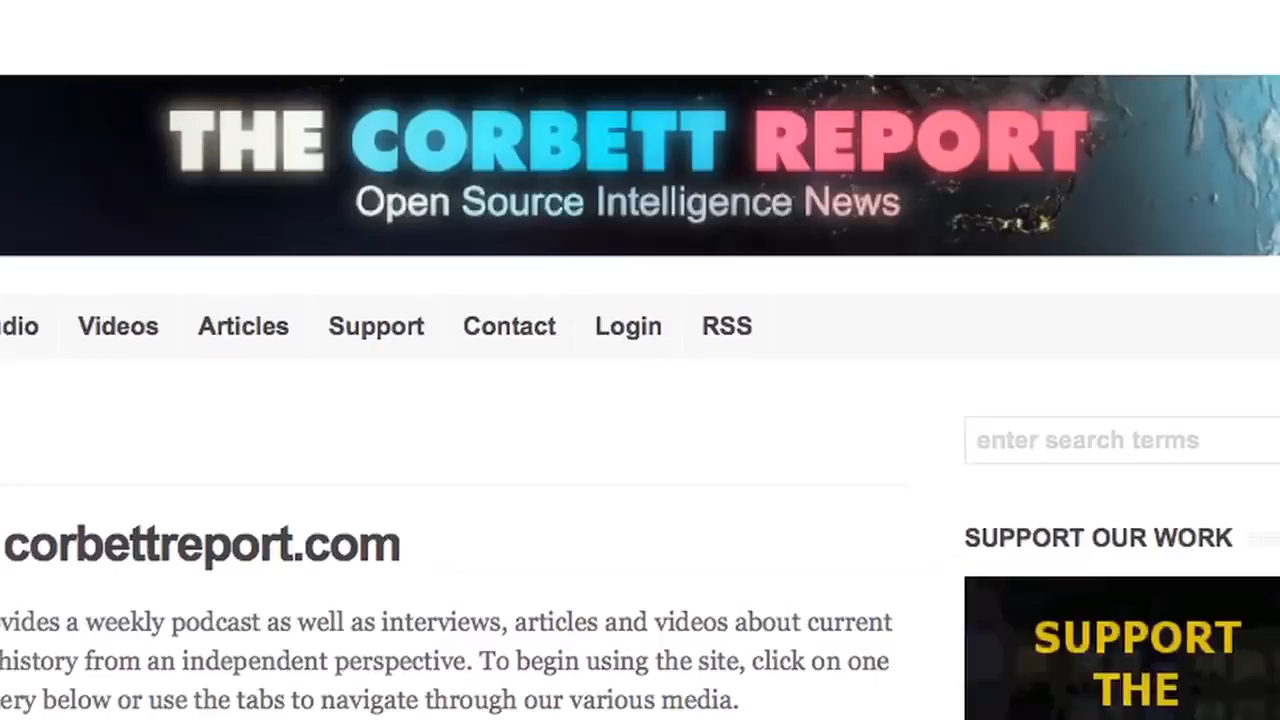 THE CORBETT REPORT
Open Source Intelligence News
Videos Articles Support Contact Login RSS
enter search terms
corbettreport.com
SUPPORT OUR WORK
a weekly podcast as well as interviews, articles and videos about current
history from an independent perspective. To begin using the site, click on one
below or use the tabs to navigate through our various media.
SUPPORT
THE